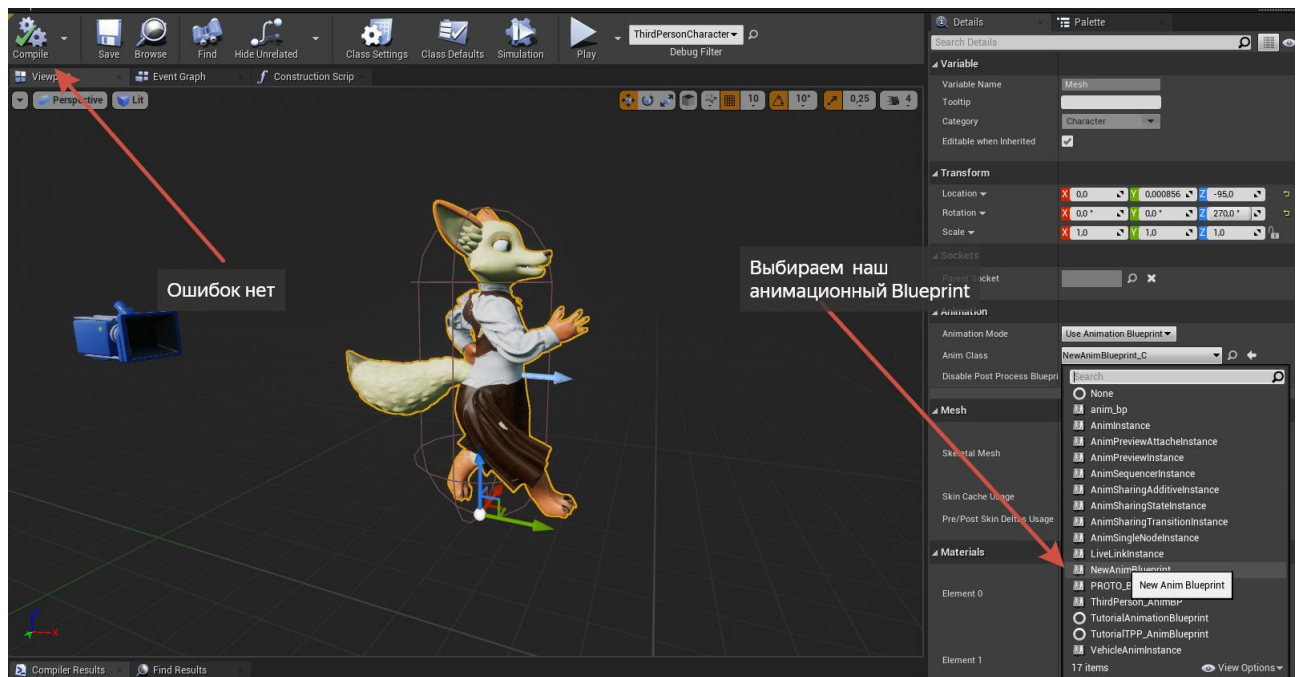 Compile
Save
Browse
Find
Hide Unrelated
Class Settings
Class Defaults
Simulation
Play
ThirdPersonCharacter
Debug Filter
Event Graph
Construction Scrip
Perspective
Lit
10
10°
0,25
4
Ошибок нет
Выбираем наш
анимационный Blueprint
Compiler Results
Find Results
Details
Palette
Search Details
Variable
Variable Name Mesh
Tooltip
Category Character
Editable when Inherited
Transform
Location X 0,0 Y 0,000856 Z -95,0
Rotation X 0,0 ° Y 0,0 ° Z 270,0 °
Scale X 1,0 Y 1,0 Z 1,0
Sockets
Parent Socket
Animation
Animation Mode Use Animation Blueprint
Anim Class NewAnimBlueprint_C
Disable Post Process Bluepri
Mesh
Skeletal Mesh
Skin Cache Usage
Pre/Post Skin Deltas Usage
Materials
Element 0
Element 1
Search
None
anim_bp
AnimInstance
AnimPreviewAttacheInstance
AnimPreviewInstance
AnimSequencerInstance
AnimSharingAdditiveInstance
AnimSharingStateInstance
AnimSharingTransitionInstance
AnimSingleNodeInstance
LiveLinkInstance
NewAnimBlueprint
PROTO_B
New Anim Blueprint
ThirdPerson_AnimBP
TutorialAnimationBlueprint
TutorialTPP_AnimBlueprint
VehicleAnimInstance
17 items
View Options
X